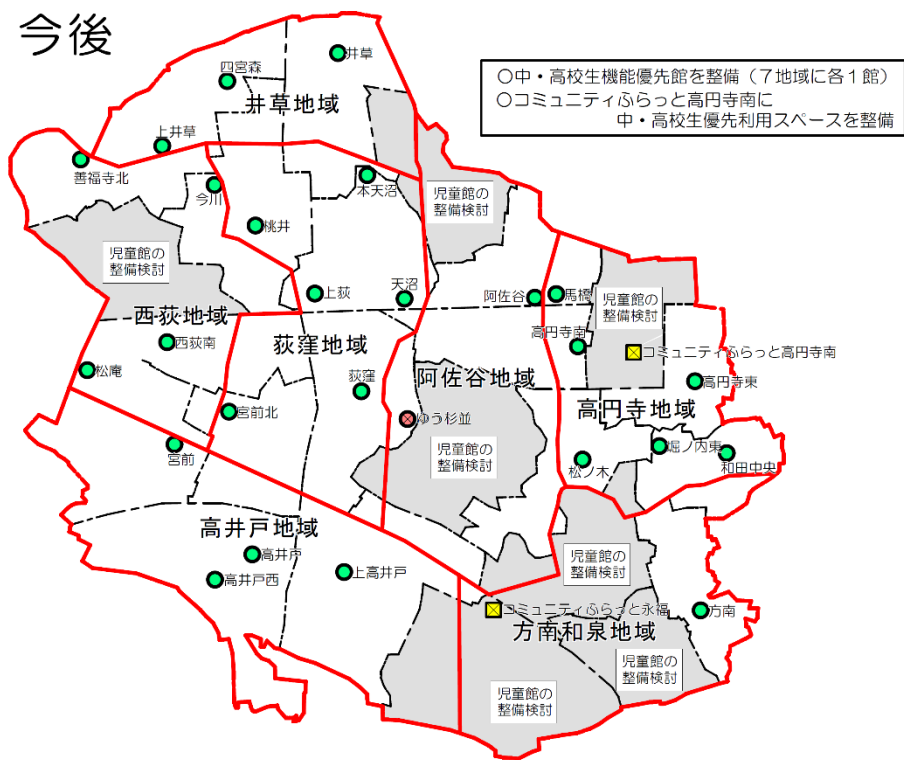 今後
○中・高校生機能優先館を整備（７地域に各１館）
○コミュニティふらっと高円寺南に
中・高校生優先利用スペースを整備
井草
四宮森
井草地域
上井草
善福寺北
本天沼
今川
児童館の
整備検討
桃井
児童館の
整備検討
上荻
天沼
阿佐谷
馬橋
児童館の
整備検討
西荻地域
西荻南
荻窪地域
高円寺南
コミュニティふらっと高円寺南
松庵
阿佐谷地域
高円寺東
荻窪
高円寺地域
宮前北
ゆう杉並
宮前
児童館の
整備検討
堀ノ内東
和田中央
松ノ木
高井戸地域
高井戸
高井戸西
上高井戸
児童館の
整備検討
コミュニティふらっと永福
方南
方南和泉地域
児童館の
整備検討
児童館の
整備検討